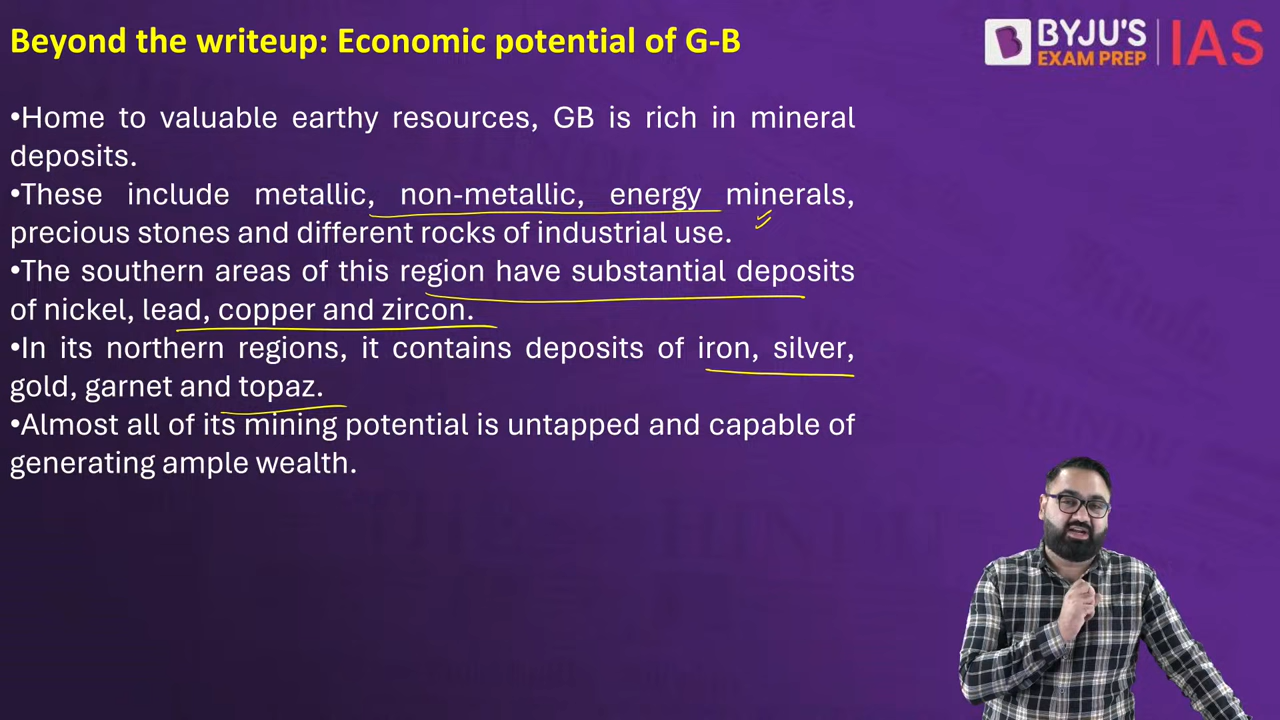 Beyond the writeup: Economic potential of G-B
BYJU'S
EXAM PREP
IAS
•Home to valuable earthy resources, GB is rich in mineral
deposits.
•These include metallic, non-metallic, energy minerals,
precious stones and different rocks of industrial use.
•The southern areas of this region have substantial deposits
of nickel, lead, copper and zircon.
•In its northern regions, it contains deposits of iron, silver,
gold, garnet and topaz.
•Almost all of its mining potential is untapped and capable of
generating ample wealth.